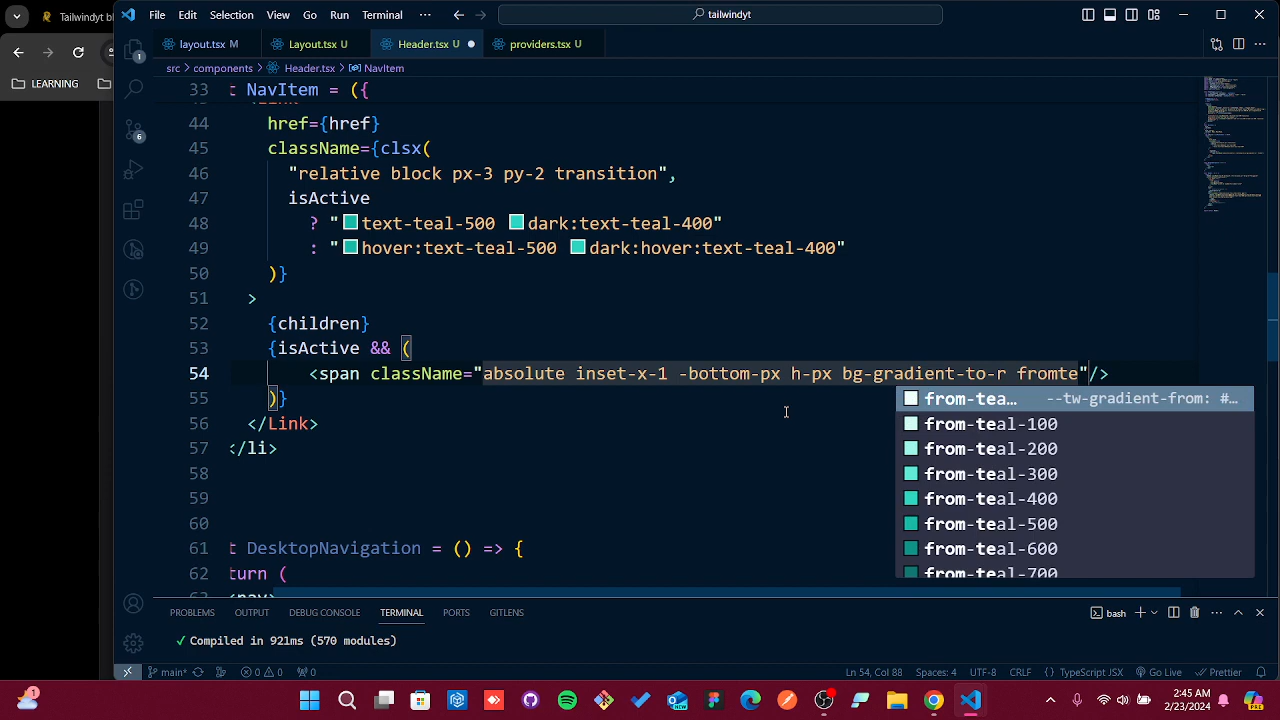 Tailwindyt bl
LEARNING
File Edit Selection View Go Run Terminal ···
tailwindyt
layout.tsx M
Layout.tsx U
Header.tsx U
providers.tsx U
src > components > Header.tsx > NavItem
33 t NavItem = ({
44 href={href}
45 className={clsx(
46 "relative block px-3 py-2 transition",
47 isActive
48 ? "text-teal-500 dark:text-teal-400"
49 : "hover:text-teal-500 dark:hover:text-teal-400"
50 )}
51 >
52 {children}
53 {isActive && (
54 <span className="absolute inset-x-1 -bottom-px h-px bg-gradient-to-r fromte"/>
55 )}
56 </Link>
57 </li>
58
59
60
61 t DesktopNavigation = () => {
62 turn (
63 <nav>
from-tea… --tw-gradient-from: #…
from-teal-100
from-teal-200
from-teal-300
from-teal-400
from-teal-500
from-teal-600
from-teal-700
PROBLEMS OUTPUT DEBUG CONSOLE TERMINAL PORTS GITLENS
bash
✓ Compiled in 921ms (570 modules)
main* 0 0 0
Ln 54, Col 88 Spaces: 4 UTF-8 CRLF {} TypeScript JSX Go Live Prettier
2:45 AM
2/23/2024